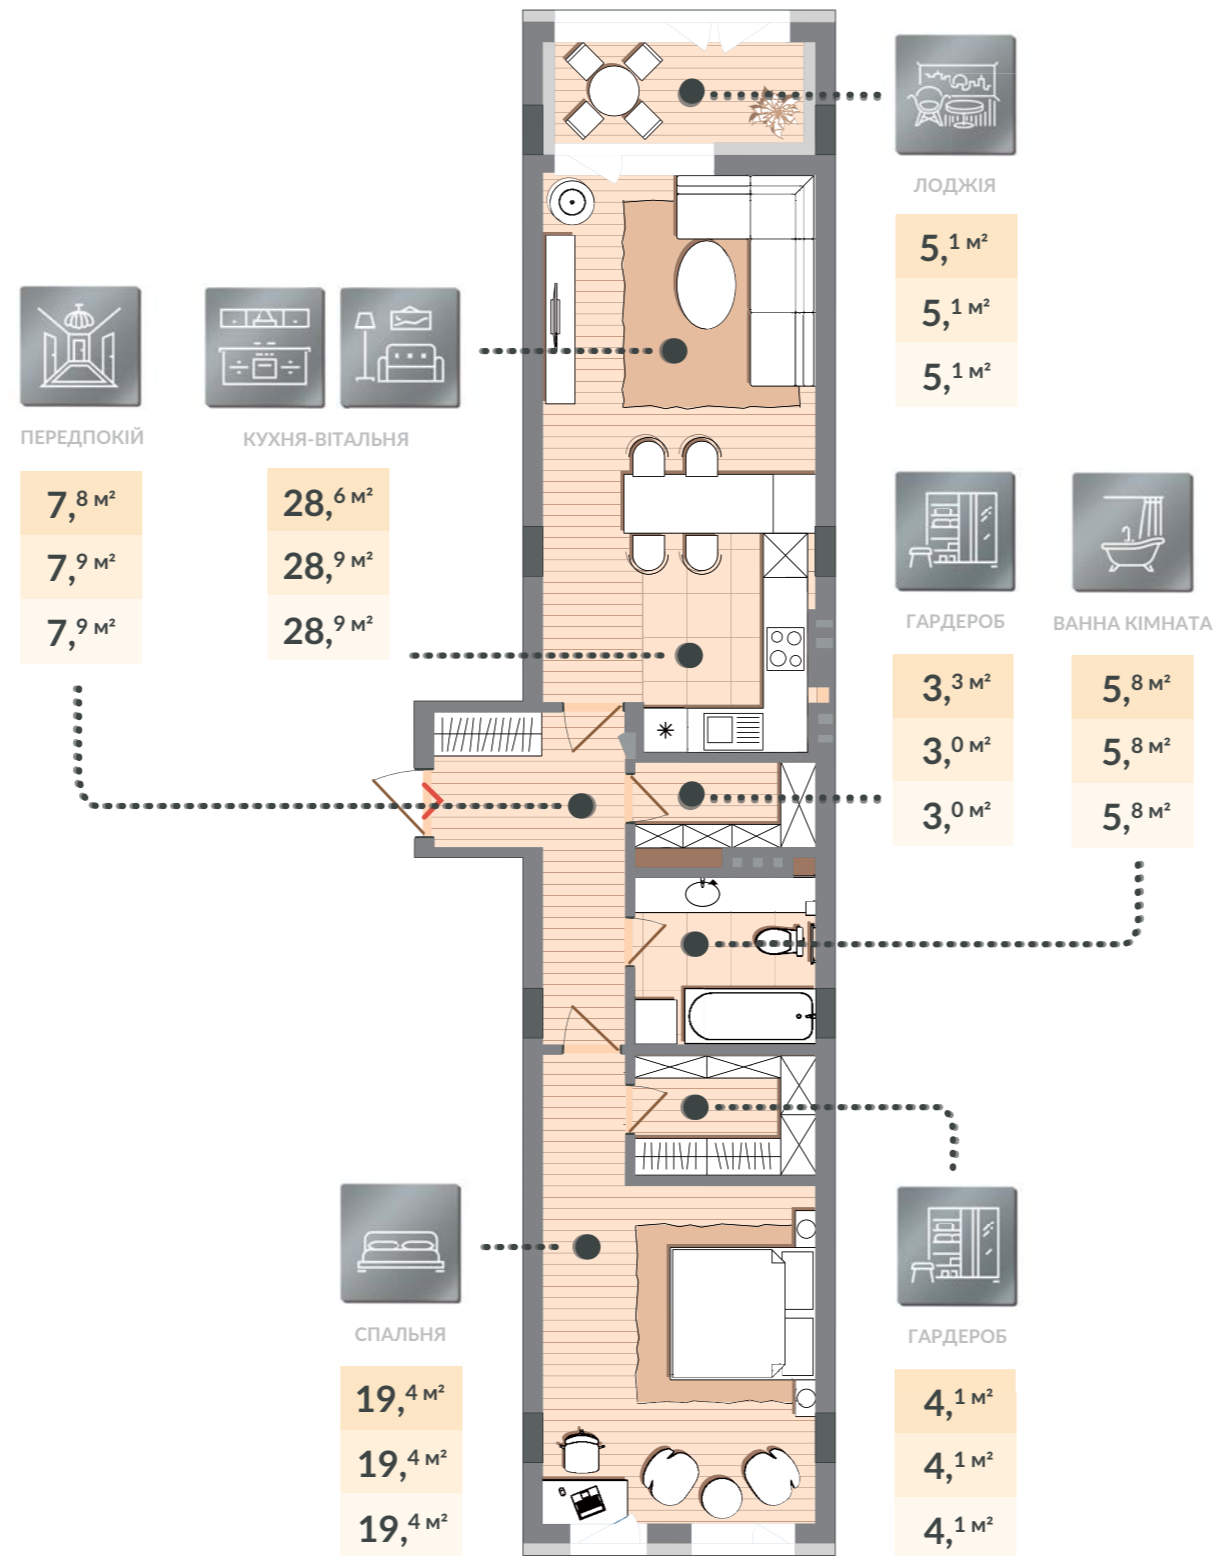 ЛОДЖІЯ
5,1 м²
5,1 м²
5,1 м²
ПЕРЕДПОКІЙ
7,8 м²
7,9 м²
7,9 м²
КУХНЯ-ВІТАЛЬНЯ
28,6 м²
28,9 м²
28,9 м²
ГАРДЕРОБ
3,3 м²
3,0 м²
3,0 м²
ВАННА КІМНАТА
5,8 м²
5,8 м²
5,8 м²
СПАЛЬНЯ
19,4 м²
19,4 м²
19,4 м²
ГАРДЕРОБ
4,1 м²
4,1 м²
4,1 м²